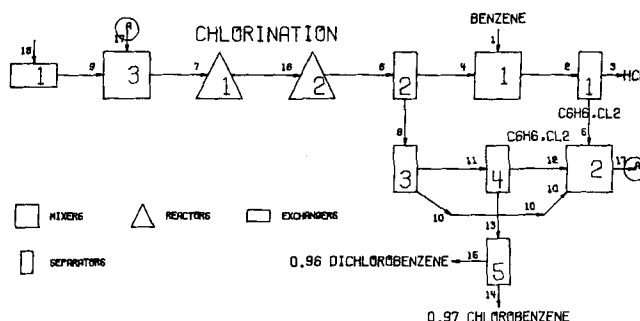 BENZENE
A
CHLORINATION
18 1 9 17 3 7 1 16 2 6 2 4 1 1 2 1 3 HCl
C6H6.CL2
8 C6H6.CL2 5
3 11 4 12 2 17 A
10 10 10
13
MIXERS REACTORS EXCHANGERS
SEPARATORS
0.96 DICHLOROBENZENE 15 5
14
0.97 CHLOROBENZENE